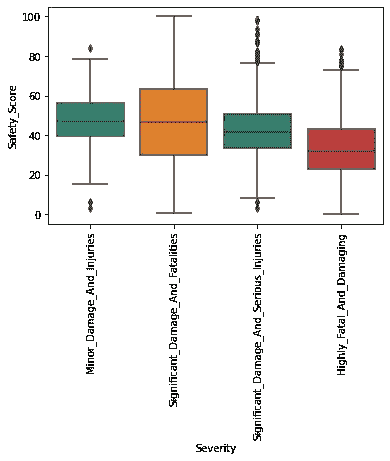 100
80
60
40
20
0
Safety_Score
Minor_Damage_And_Injuries
Significant_Damage_And_Fatalities
Significant_Damage_And_Serious_Injuries
Highly_Fatal_And_Damaging
Severity